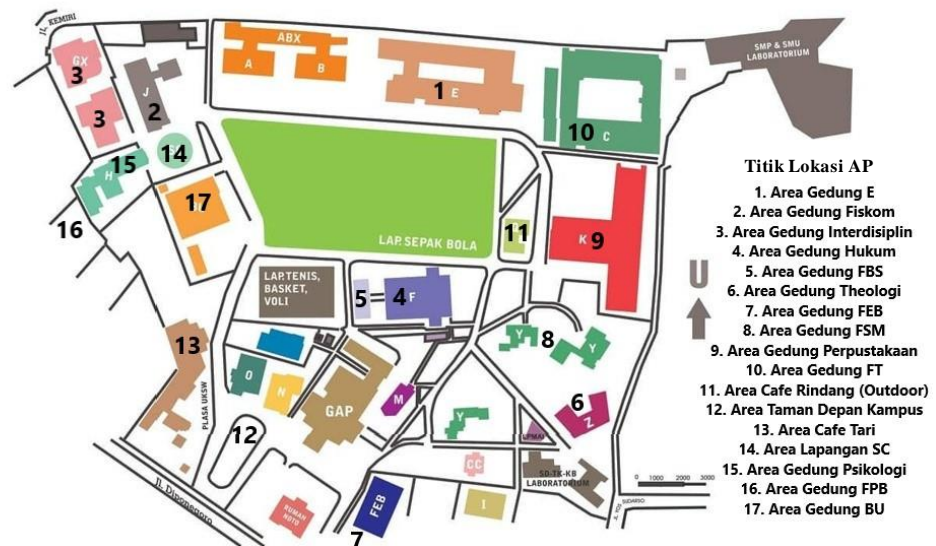 JL. KEMIRI
GX
3
3
J
2
ABX
A
B
1 E
10
C
SMP & SMU
LABORATORIUM
14
15
H
16
17
LAP. SEPAK BOLA
11
K 9
Titik Lokasi AP
1. Area Gedung E
2. Area Gedung Fiskom
3. Area Gedung Interdisiplin
4. Area Gedung Hukum
5. Area Gedung FBS
6. Area Gedung Theologi
7. Area Gedung FEB
8. Area Gedung FSM
9. Area Gedung Perpustakaan
10. Area Gedung FT
11. Area Cafe Rindang (Outdoor)
12. Area Taman Depan Kampus
13. Area Cafe Tari
14. Area Lapangan SC
15. Area Gedung Psikologi
16. Area Gedung FPB
17. Area Gedung BU
U
LAP. TENIS,
BASKET,
VOLI
5
4 F
13
PLASA UKSW
O
N
GAP
M
Y
8
Y
6
Z
Y
LPMAI
12
CC
SD-TK-KB
LABORATORIUM
0 1000 2000 3000
JL. YOS SUDARSO
Jl. Diponegoro
RUMAH
NOTO
FEB
7
I